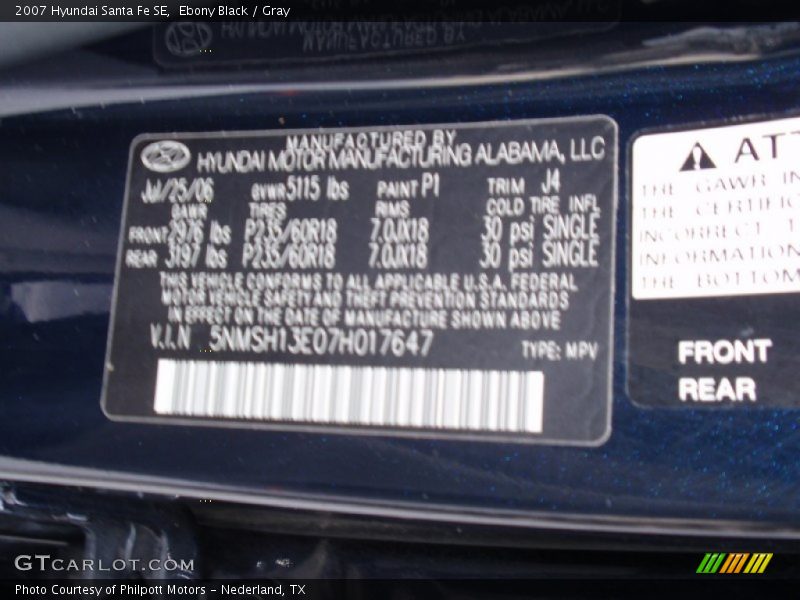 2007 Hyundai Santa Fe SE, Ebony Black / Gray
MANUFACTURED BY
HYUNDAI MOTOR MANUFACTURING ALABAMA, LLC
/25/06 GVWR 5115 lbs PAINT P1 TRIM J4
GAWR TIRES RIMS COLD TIRE INFL
FRONT 2976 lbs P235/60R18 7.0JX18 30 psi SINGLE
REAR 3197 lbs P235/60R18 7.0JX18 30 psi SINGLE
THIS VEHICLE CONFORMS TO ALL APPLICABLE U.S.A. FEDERAL
MOTOR VEHICLE SAFETY AND THEFT PREVENTION STANDARDS
IN EFFECT ON THE DATE OF MANUFACTURE SHOWN ABOVE
V.I.N 5NMSH13E07H017647
TYPE: MPV
ATT
THE GAWR IN
THE CERTIFIC
INCORRECT T
INFORMATION
THE BOTTOM
FRONT
REAR
GTCARLOT.COM
Photo Courtesy of Philpott Motors - Nederland, TX